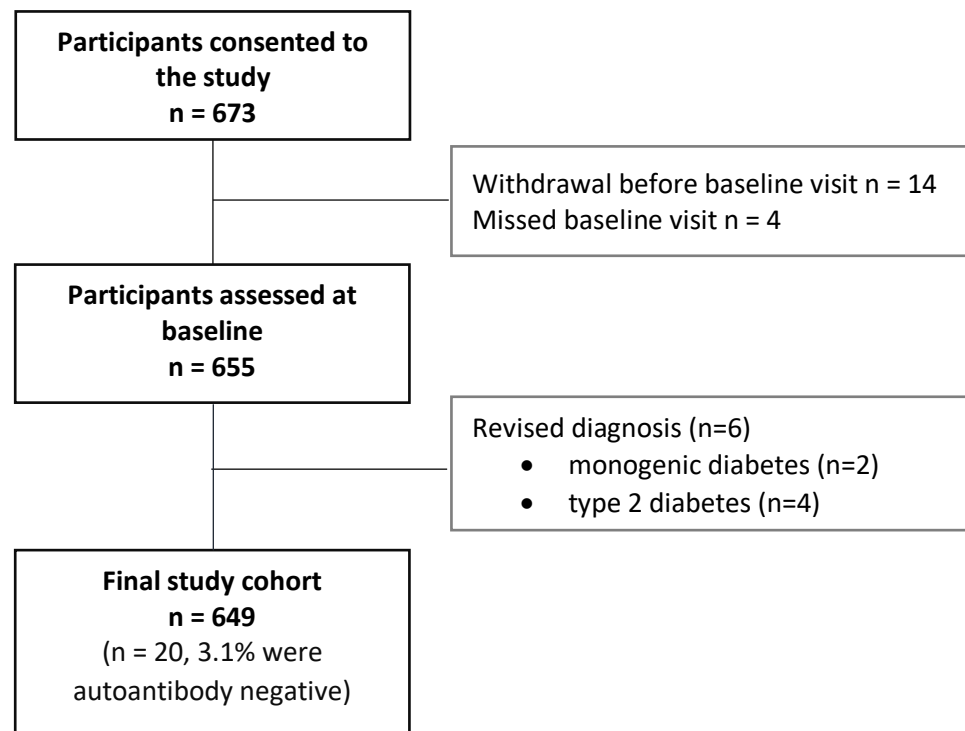 Participants consented to
the study
n = 673
Withdrawal before baseline visit n = 14
Missed baseline visit n = 4
Participants assessed at
baseline
n = 655
Revised diagnosis (n=6)
• monogenic diabetes (n=2)
• type 2 diabetes (n=4)
Final study cohort
n = 649
(n = 20, 3.1% were
autoantibody negative)